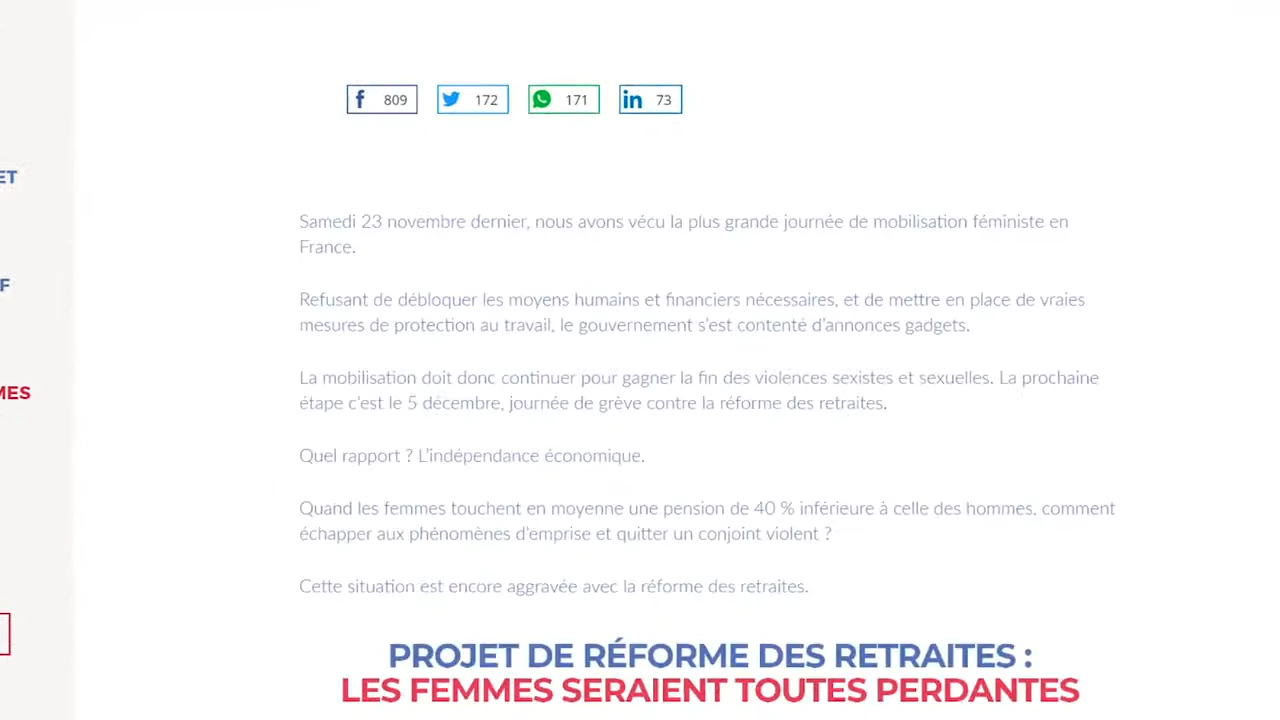 809 172 171 in 73
ET
Samedi 23 novembre dernier, nous avons vécu la plus grande journée de mobilisation féministe en
France.
F
Refusant de débloquer les moyens humains et financiers nécessaires, et de mettre en place de vraies
mesures de protection au travail, le gouvernement s'est contenté d'annonces gadgets.
La mobilisation doit donc continuer pour gagner la fin des violences sexistes et sexuelles. La prochaine
MES
étape c'est le 5 décembre, journée de grève contre la réforme des retraites.
Quel rapport ? L'indépendance économique.
Quand les femmes touchent en moyenne une pension de 40 % inférieure à celle des hommes, comment
échapper aux phénomènes d'emprise et quitter un conjoint violent ?
Cette situation est encore aggravée avec la réforme des retraites.
PROJET DE RÉFORME DES RETRAITES :
LES FEMMES SERAIENT TOUTES PERDANTES